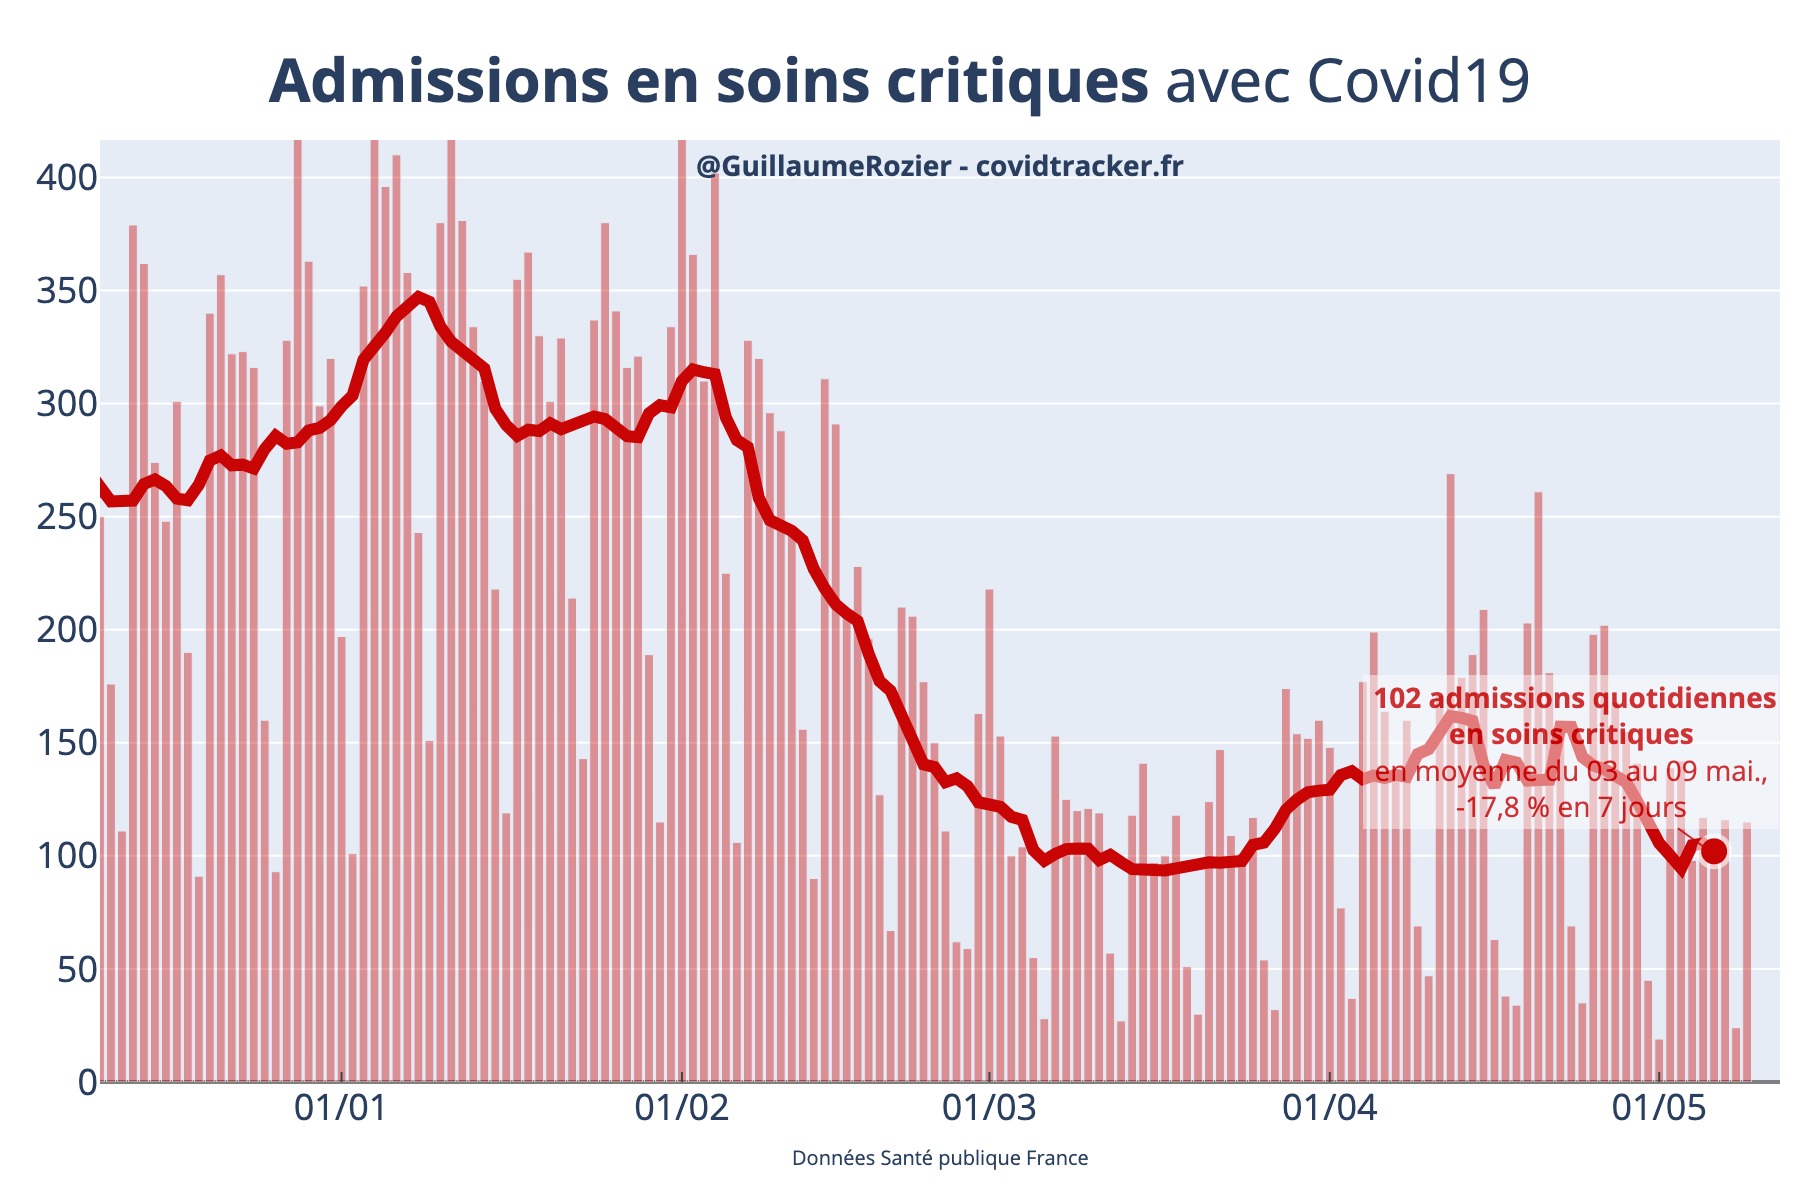 Admissions en soins critiques avec Covid19
@GuillaumeRozier - covidtracker.fr
400
350
300
250
200
150
100
50
0
102 admissions quotidiennes
en soins critiques
en moyenne du 03 au 09 mai.,
-17,8 % en 7 jours
01/01
01/02
01/03
01/04
01/05
Données Santé publique France